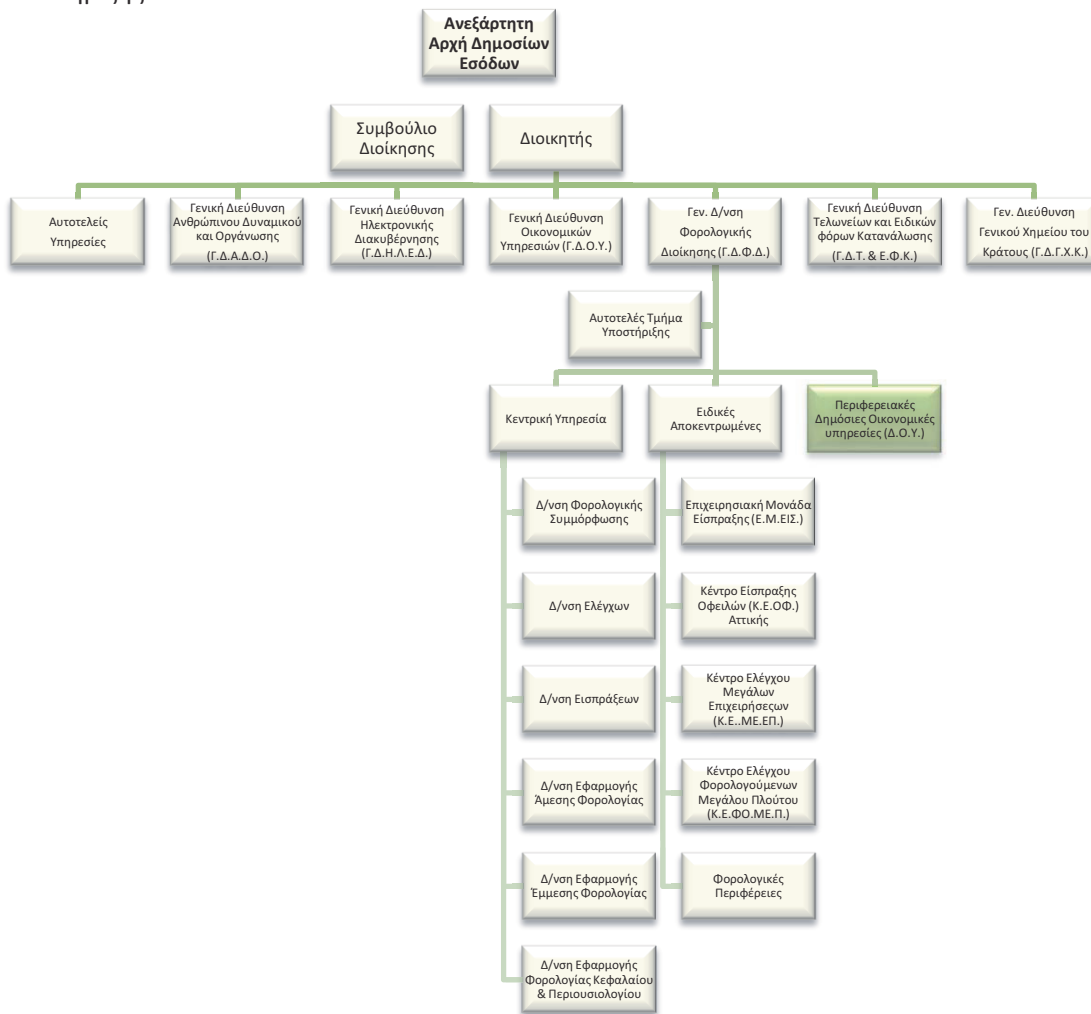 Ανεξάρτητη
Αρχή Δημοσίων
Εσόδων
Συμβούλιο
Διοίκησης
Διοικητής
Αυτοτελείς
Υπηρεσίες
Γενική Διεύθυνση
Ανθρώπινου Δυναμικού
και Οργάνωσης
(Γ.Δ.Α.Δ.Ο.)
Γενική Διεύθυνση
Ηλεκτρονικής
Διακυβέρνησης
(Γ.Δ.Η.Λ.Ε.Δ.)
Γενική Διεύθυνση
Οικονομικών
Υπηρεσιών (Γ.Δ.Ο.Υ.)
Γεν. Δ/νση
Φορολογικής
Διοίκησης (Γ.Δ.Φ.Δ.)
Γενική Διεύθυνση
Τελωνείων και Ειδικών
φόρων Κατανάλωσης
(Γ.Δ.Τ. & Ε.Φ.Κ.)
Γεν. Διεύθυνση
Γενικού Χημείου του
Κράτους (Γ.Δ.Γ.Χ.Κ.)
Αυτοτελές Τμήμα
Υποστήριξης
Κεντρική Υπηρεσία
Ειδικές
Αποκεντρωμένες
Περιφερειακές
Δημόσιες Οικονομικές
υπηρεσίες (Δ.Ο.Υ.)
Δ/νση Φορολογικής
Συμμόρφωσης
Δ/νση Ελέγχων
Δ/νση Εισπράξεων
Δ/νση Εφαρμογής
Άμεσης Φορολογίας
Δ/νση Εφαρμογής
Έμμεσης Φορολογίας
Δ/νση Εφαρμογής
Φορολογίας Κεφαλαίου
& Περιουσιολογίου
Επιχειρησιακή Μονάδα
Είσπραξης (Ε.Μ.ΕΙΣ.)
Κέντρο Είσπραξης
Οφειλών (Κ.Ε.ΟΦ.)
Αττικής
Κέντρο Ελέγχου
Μεγάλων
Επιχειρήσεςων
(Κ.Ε..ΜΕ.ΕΠ.)
Κέντρο Ελέγχου
Φορολογούμενων
Μεγάλου Πλούτου
(Κ.Ε.ΦΟ.ΜΕ.Π.)
Φορολογικές
Περιφέρειες